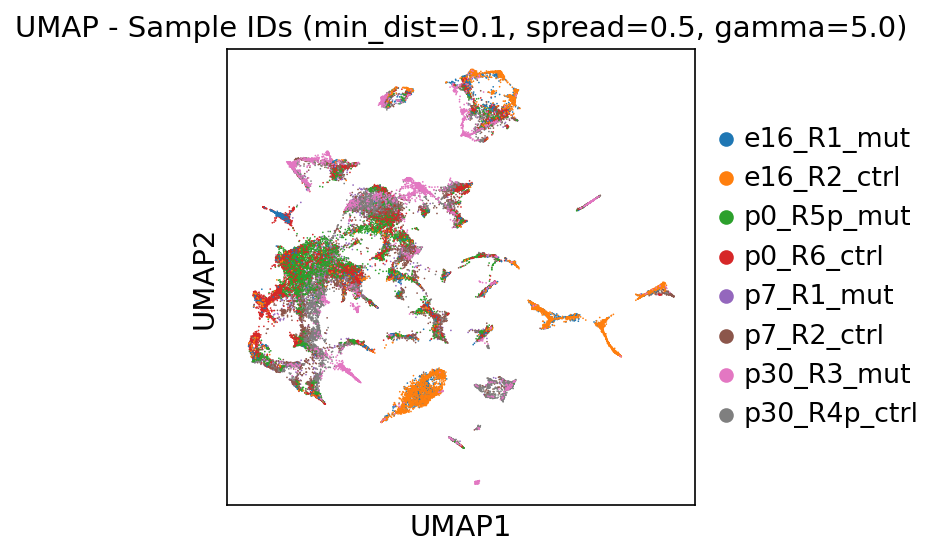 UMAP - Sample IDs (min_dist=0.1, spread=0.5, gamma=5.0)
UMAP2
e16_R1_mut
e16_R2_ctrl
p0_R5p_mut
p0_R6_ctrl
p7_R1_mut
p7_R2_ctrl
p30_R3_mut
p30_R4p_ctrl
UMAP1